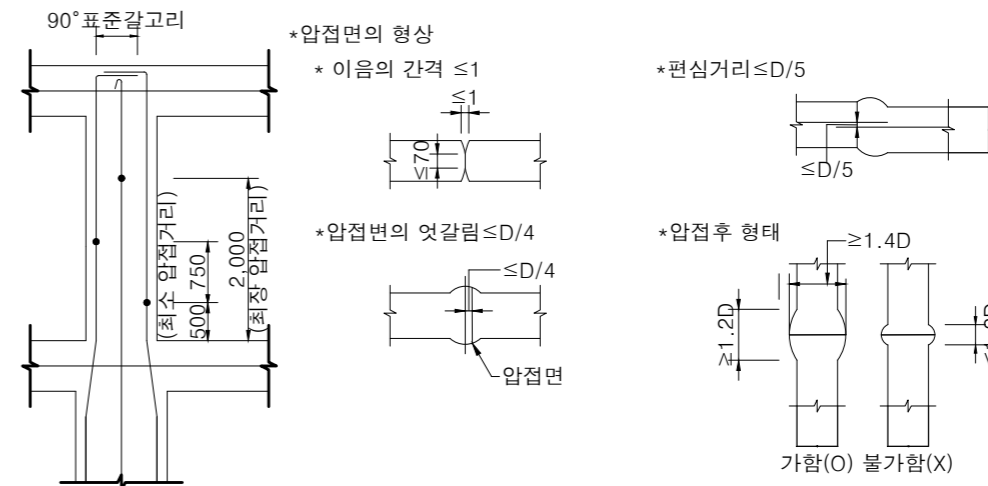 90°표준갈고리
(최소 압접거리)
500 750
2,000
(최장 압접거리)
*압접면의 형상
* 이음의 간격 ≤1
≤1
≤70
*편심거리≤D/5
≤D/5
*압접변의 엇갈림≤D/4
≤D/4
압접면
*압접후 형태
≥1.4D
≥1.2D
가함(O) 불가함(X)